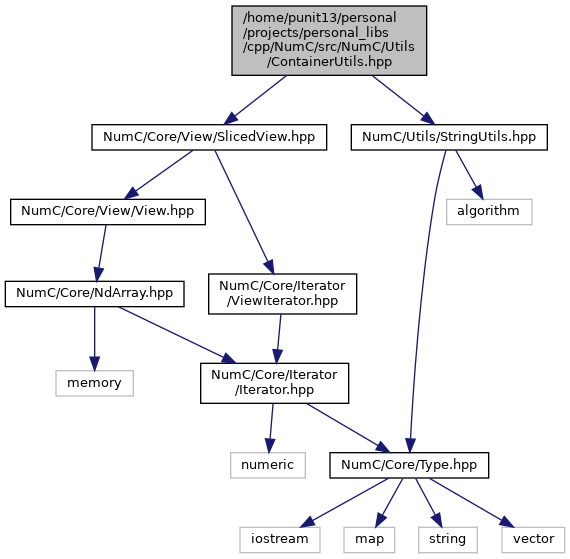 /home/punit13/personal
/projects/personal_libs
/cpp/NumC/src/NumC/Utils
/ContainerUtils.hpp
NumC/Core/View/SlicedView.hpp
NumC/Utils/StringUtils.hpp
NumC/Core/View/View.hpp
algorithm
NumC/Core/NdArray.hpp
NumC/Core/Iterator
/ViewIterator.hpp
memory
NumC/Core/Iterator
/Iterator.hpp
numeric
NumC/Core/Type.hpp
iostream
map
string
vector